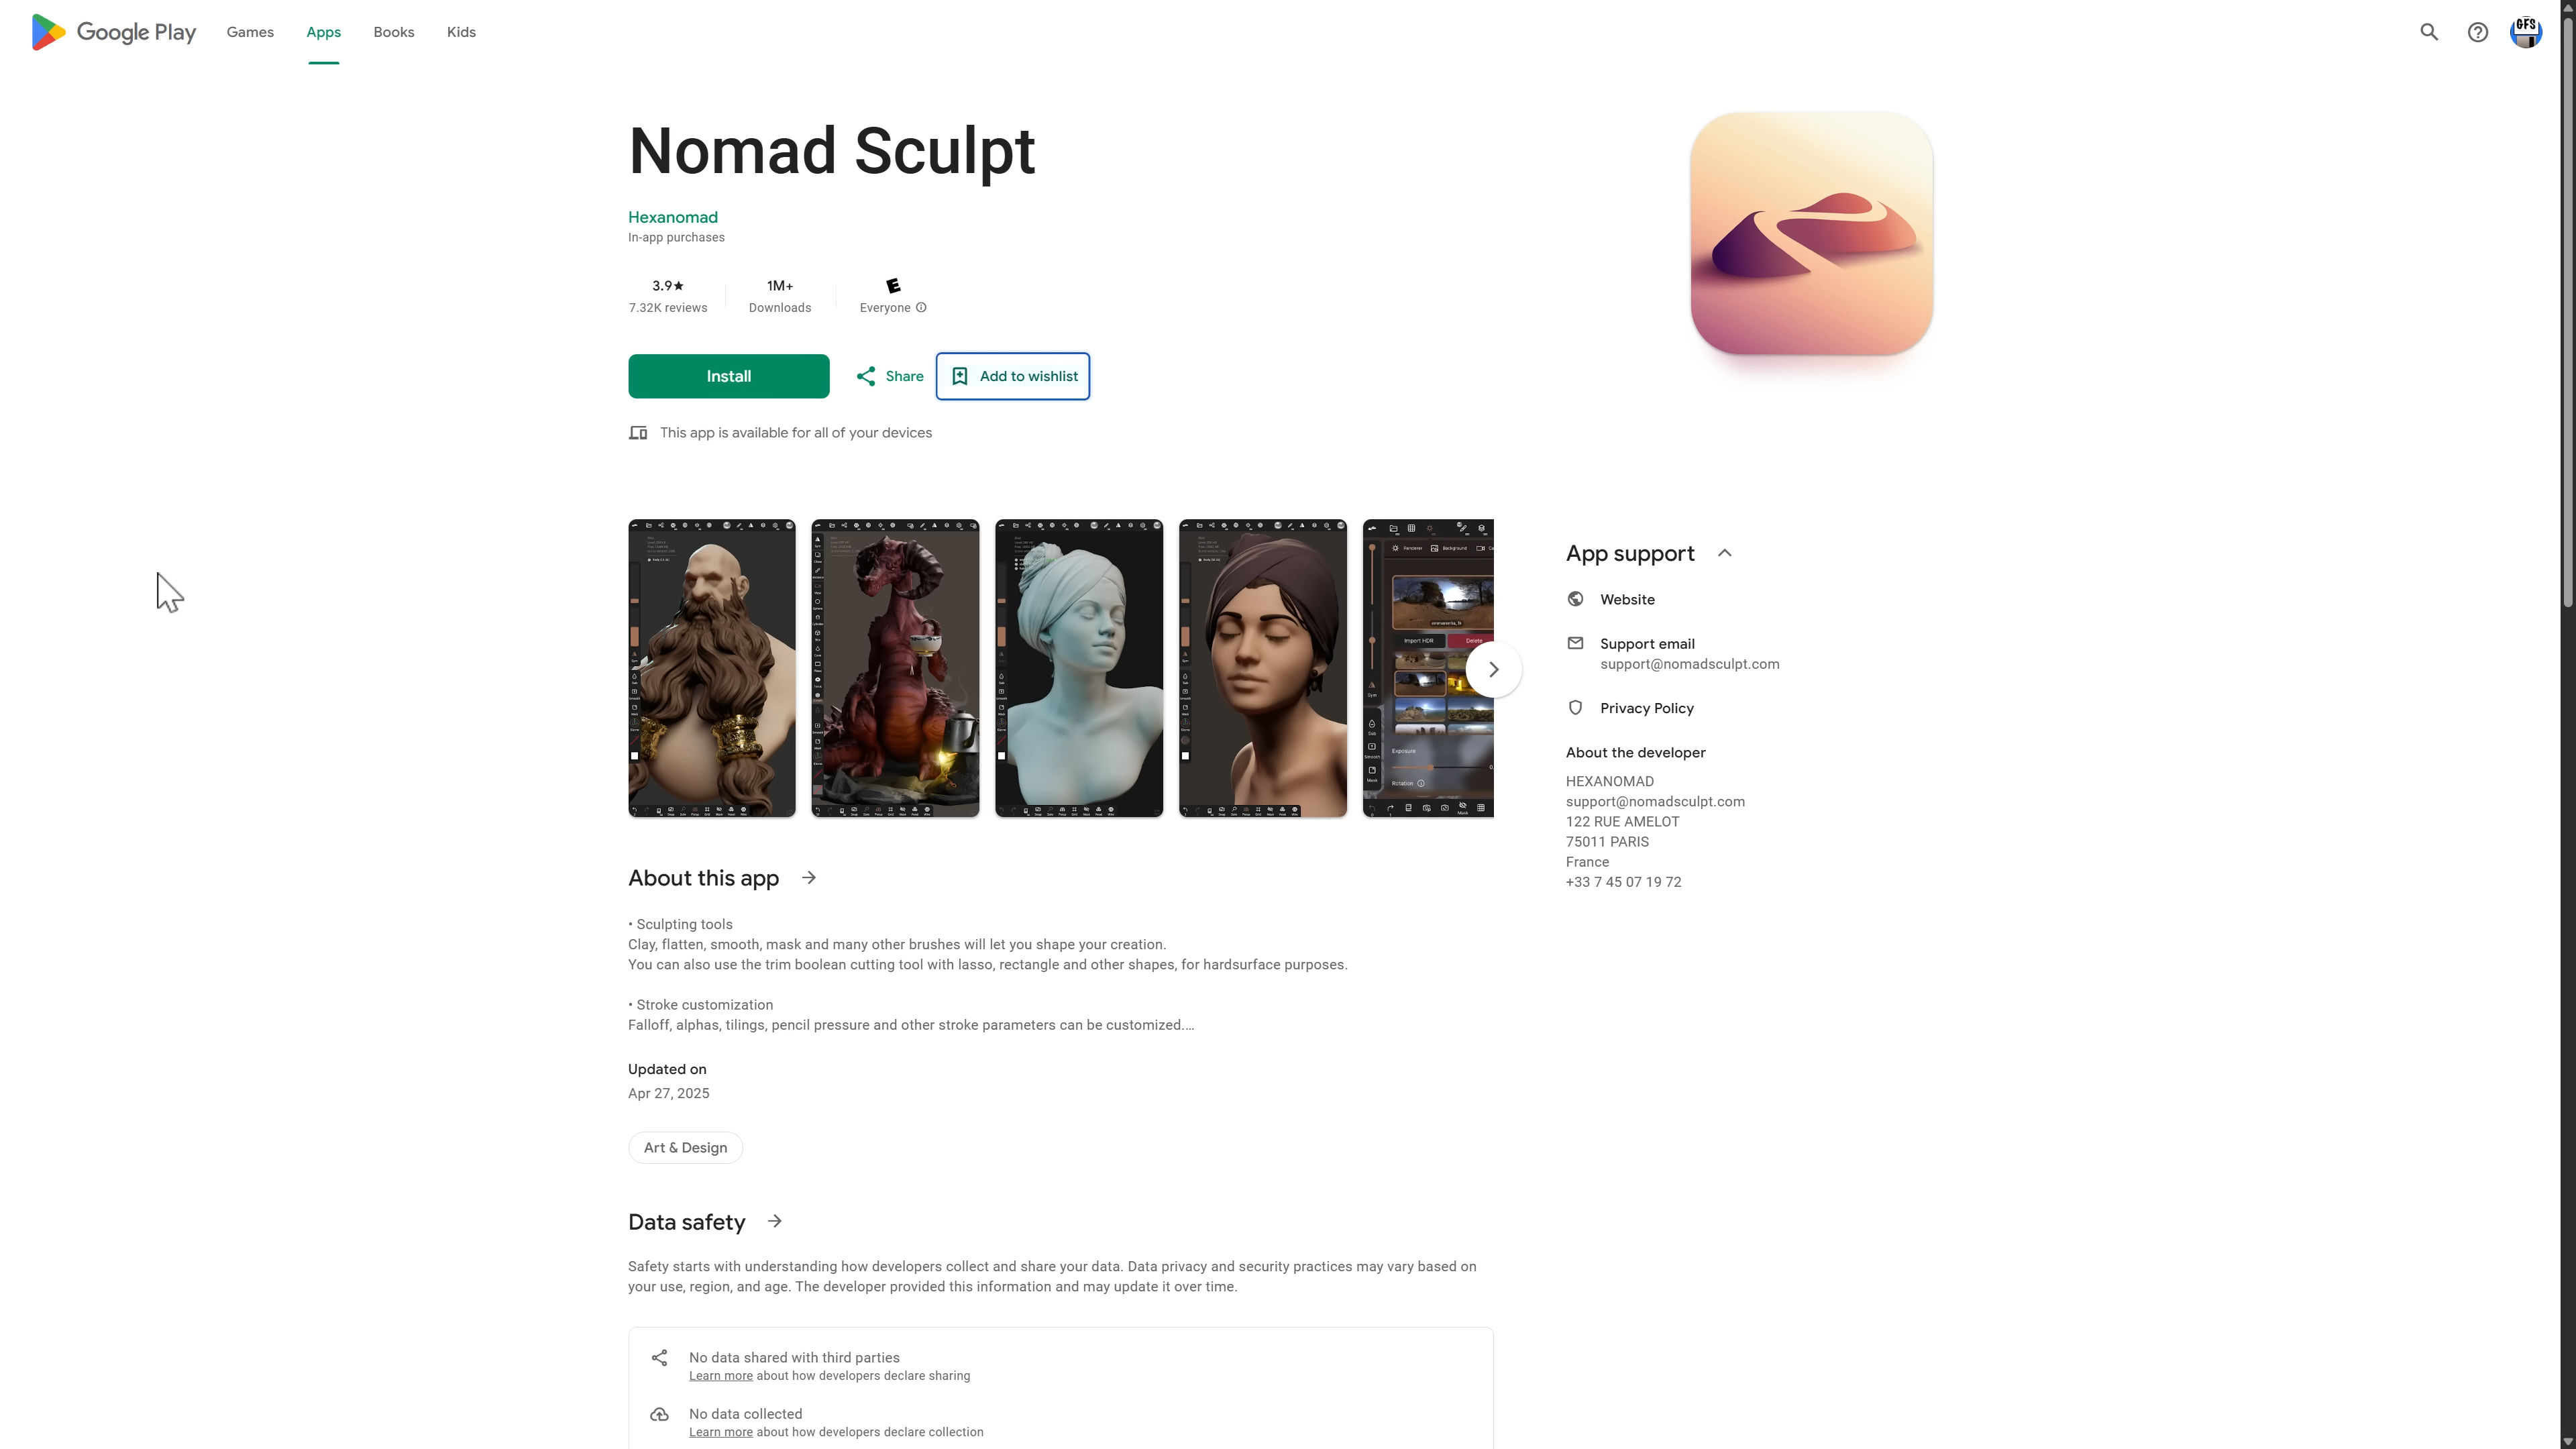 Google Play
Games
Apps
Books
Kids
GFS
Nomad Sculpt
Hexanomad
In-app purchases
3.9★
7.32K reviews
1M+
Downloads
E
Everyone
Install
Share
Add to wishlist
This app is available for all of your devices
Renderer
Background
Import HDR
Delete
Exposure
Rotation
Mask
App support
Website
Support email
support@nomadsculpt.com
Privacy Policy
About the developer
HEXANOMAD
support@nomadsculpt.com
122 RUE AMELOT
75011 PARIS
France
+33 7 45 07 19 72
About this app
• Sculpting tools
Clay, flatten, smooth, mask and many other brushes will let you shape your creation.
You can also use the trim boolean cutting tool with lasso, rectangle and other shapes, for hardsurface purposes.
• Stroke customization
Falloff, alphas, tilings, pencil pressure and other stroke parameters can be customized.…
Updated on
Apr 27, 2025
Art & Design
Data safety
Safety starts with understanding how developers collect and share your data. Data privacy and security practices may vary based on
your use, region, and age. The developer provided this information and may update it over time.
No data shared with third parties
Learn more about how developers declare sharing
No data collected
Learn more about how developers declare collection